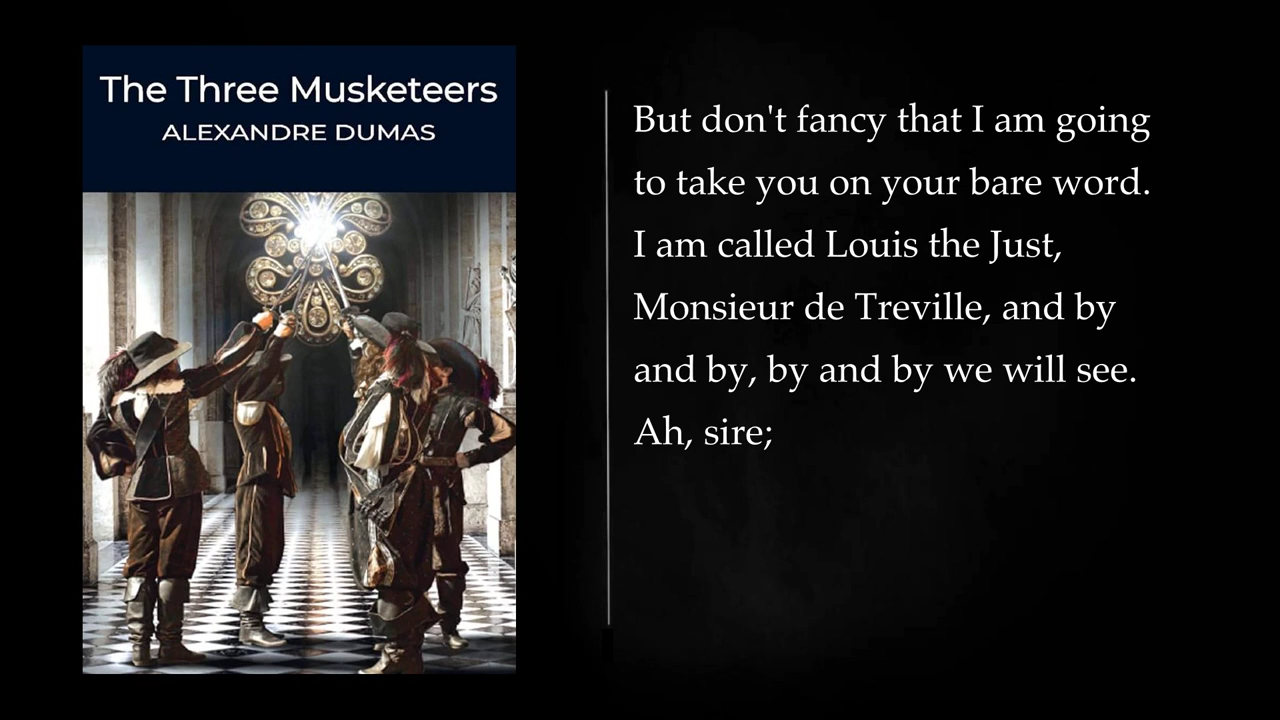 The Three Musketeers
ALEXANDRE DUMAS
But don't fancy that I am going
to take you on your bare word.
I am called Louis the Just,
Monsieur de Treville, and by
and by, by and by we will see.
Ah, sire;